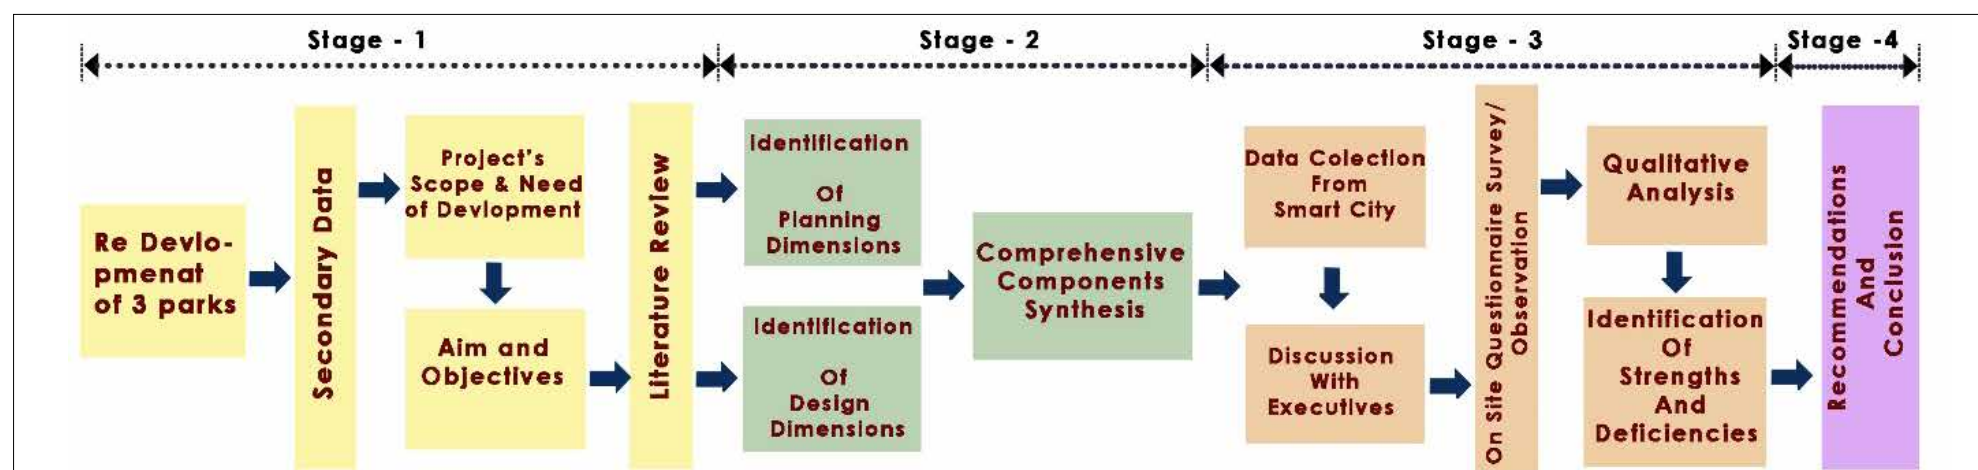 Stage - 1
Stage - 2
Stage - 3
Stage -4
Re Devlo-
pmenat
of 3 parks
Secondary Data
Project's
Scope & Need
of Devlopment
Aim and
Objectives
Literature Review
Identification
Of
Planning
Dimensions
Identification
Of
Design
Dimensions
Comprehensive
Components
Synthesis
Data Colection
From
Smart City
Discussion
With
Executives
On Site Questionnaire Survey/
Observation
Qualitative
Analysis
Identification
Of
Strengths
And
Deficiencies
Recommendations
And
Conclusion